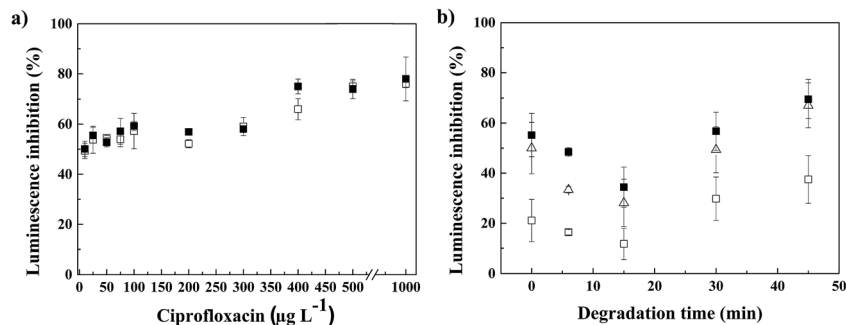 a)
Luminescence inhibition (%)
100
80
60
40
20
0
0 50 100 150 200 250 300 350 400 450 500 1000
Ciprofloxacin (µg L⁻¹)
b)
Luminescence inhibition (%)
100
80
60
40
20
0
0 10 20 30 40 50
Degradation time (min)